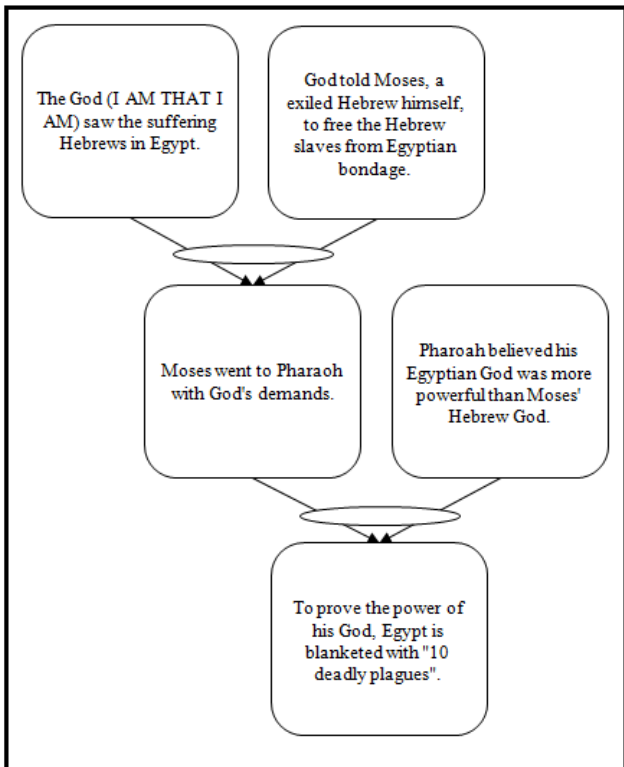 The God (I AM THAT I
AM) saw the suffering
Hebrews in Egypt.
God told Moses, a
exiled Hebrew himself,
to free the Hebrew
slaves from Egyptian
bondage.
Moses went to Pharaoh
with God's demands.
Pharoah believed his
Egyptian God was more
powerful than Moses'
Hebrew God.
To prove the power of
his God, Egypt is
blanketed with "10
deadly plagues".